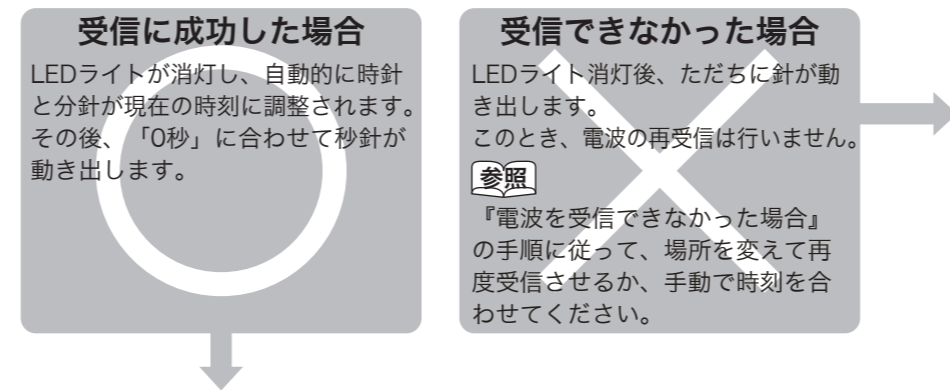 受信に成功した場合
LEDライトが消灯し、自動的に時針
と分針が現在の時刻に調整されます。
その後、「0秒」に合わせて秒針が
動き出します。
受信できなかった場合
LEDライト消灯後、ただちに針が動
き出します。
このとき、電波の再受信は行いません。
参照
『電波を受信できなかった場合』
の手順に従って、場所を変えて再
度受信させるか、手動で時刻を合
わせてください。